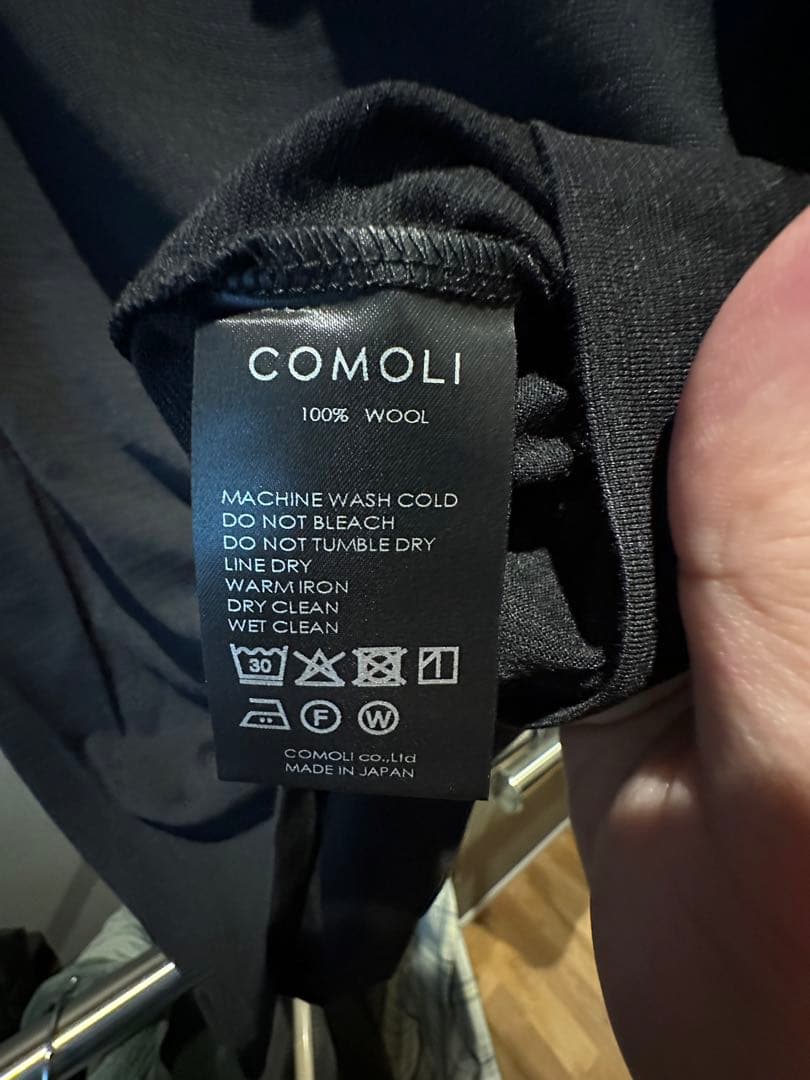 COMOLI
100% WOOL
MACHINE WASH COLD
DO NOT BLEACH
DO NOT TUMBLE DRY
LINE DRY
WARM IRON
DRY CLEAN
WET CLEAN
30
F W
COMOLI CO.,Ltd
MADE IN JAPAN